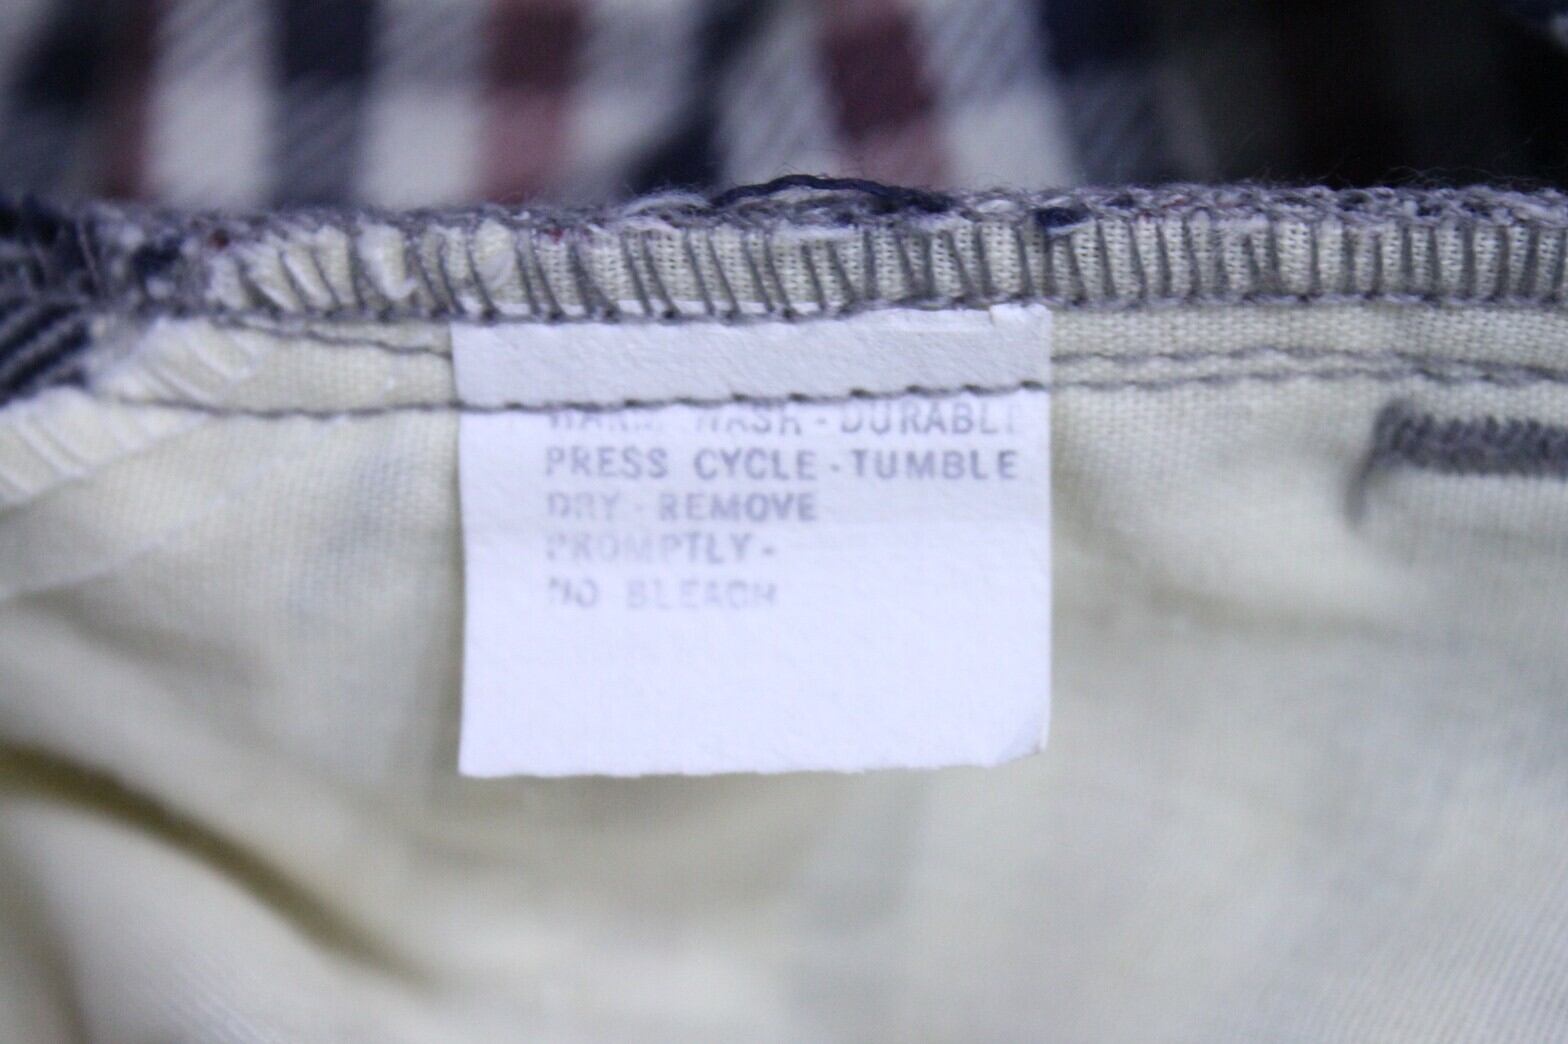 WARM WASH - DURABLE
PRESS CYCLE - TUMBLE
DRY - REMOVE
PROMPTLY -
NO BLEACH